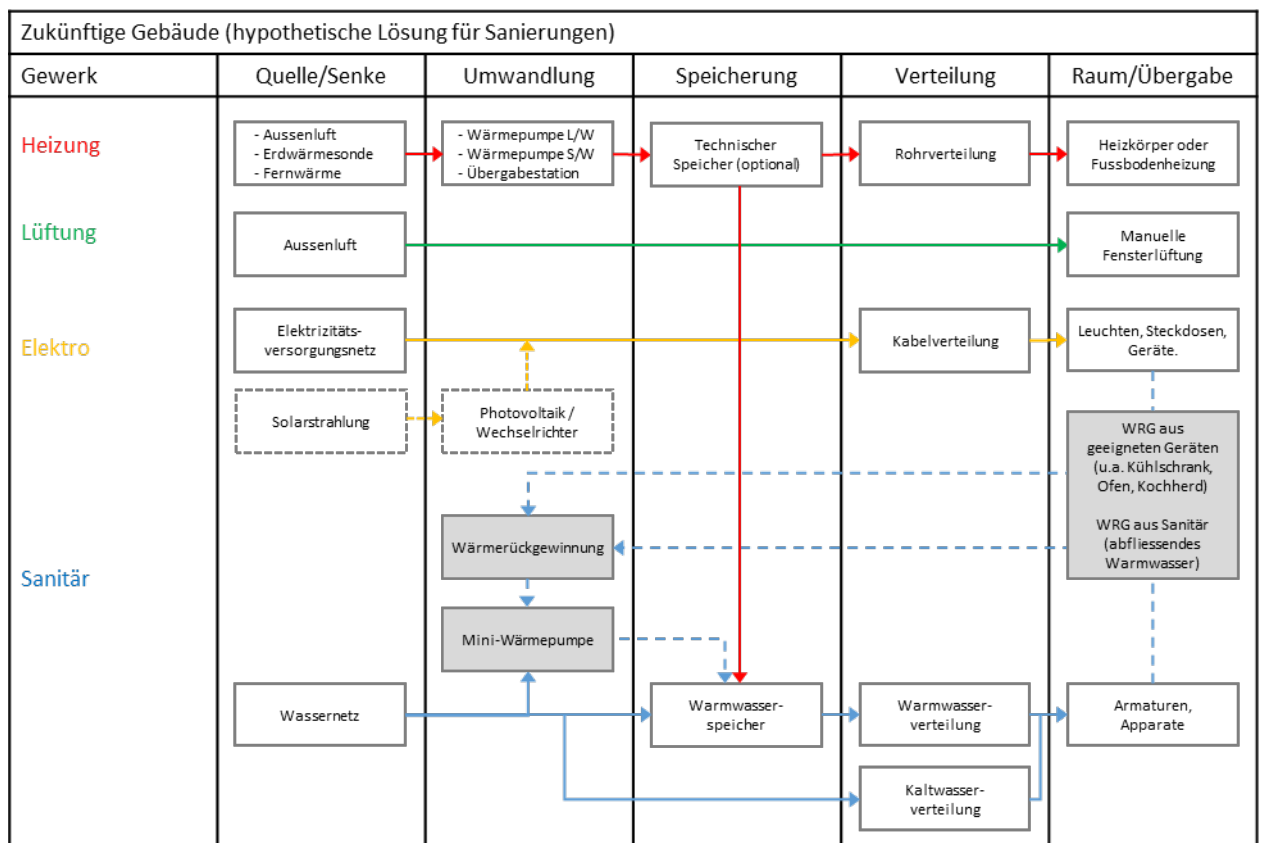 Zukünftige Gebäude (hypothetische Lösung für Sanierungen)
Gewerk
Quelle/Senke
Umwandlung
Speicherung
Verteilung
Raum/Übergabe
Heizung
- Aussenluft
- Erdwärmesonde
- Fernwärme
- Wärmepumpe L/W
- Wärmepumpe S/W
- Übergabestation
Technischer
Speicher (optional)
Rohrverteilung
Heizkörper oder
Fussbodenheizung
Lüftung
Aussenluft
Manuelle
Fensterlüftung
Elektro
Elektrizitäts-
versorgungsnetz
Kabelverteilung
Leuchten, Steckdosen,
Geräte.
Solarstrahlung
Photovoltaik /
Wechselrichter
WRG aus
geeigneten Geräten
(u.a. Kühlschrank,
Ofen, Kochherd)
WRG aus Sanitär
(abfliessendes
Warmwasser)
Sanitär
Wärmerückgewinnung
Mini-Wärmepumpe
Wassernetz
Warmwasser-
speicher
Warmwasser-
verteilung
Armaturen,
Apparate
Kaltwasser-
verteilung